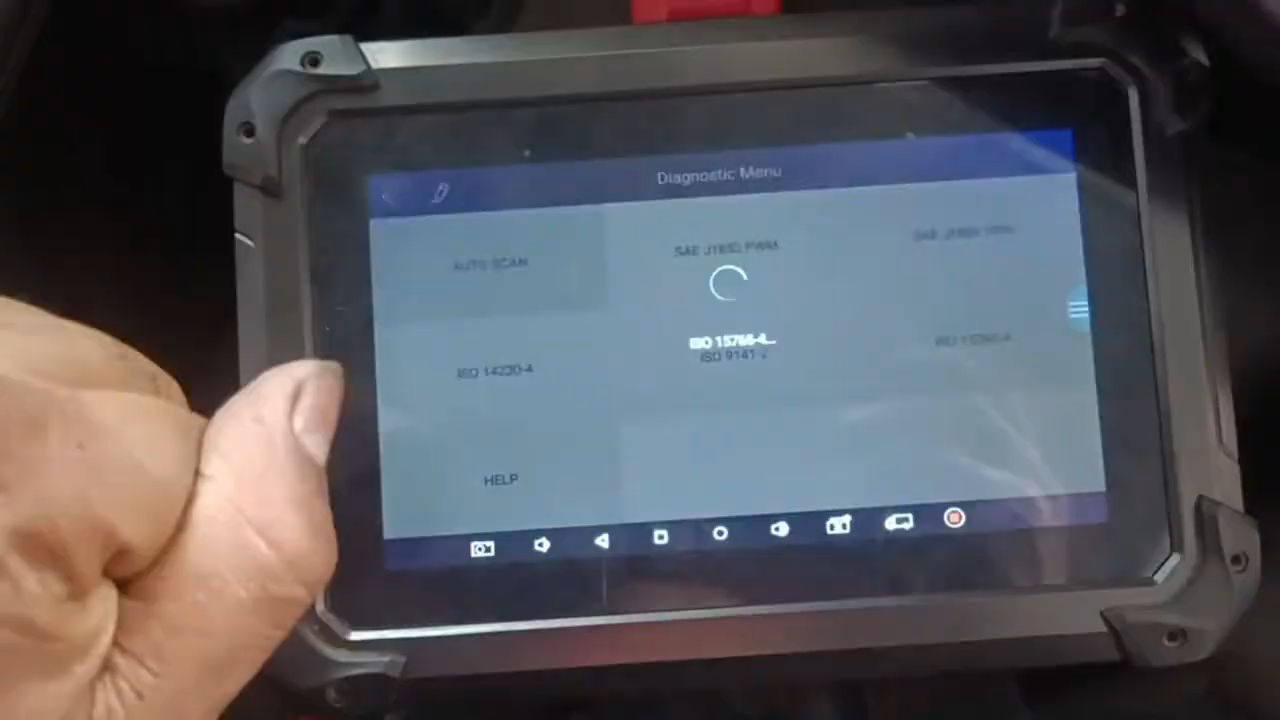 Diagnostic Menu
AUTO SCAN
SAE J1850 PWM
SAE J1850 VPW
ISO 15765-4...
ISO 14230-4
ISO 9141-2
ISO 15765-4
HELP